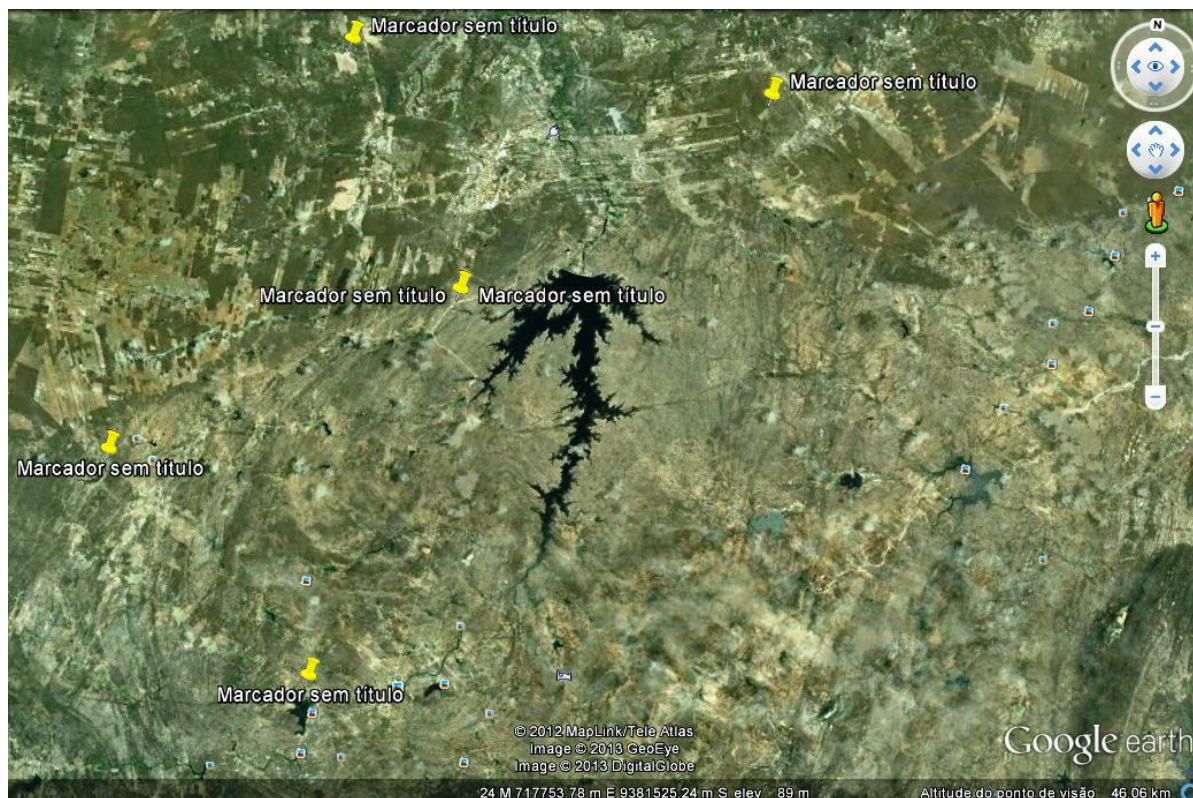 Marcador sem título
N
Marcador sem título
Marcador sem título Marcador sem título
Marcador sem título
Marcador sem título
© 2012 MapLink/Tele Atlas
Image © 2013 GeoEye
Image © 2013 DigitalGlobe
Google earth
24 M 717753.78 m E 9381525.24 m S elev 89 m Altitude do ponto de visão 46.06 km